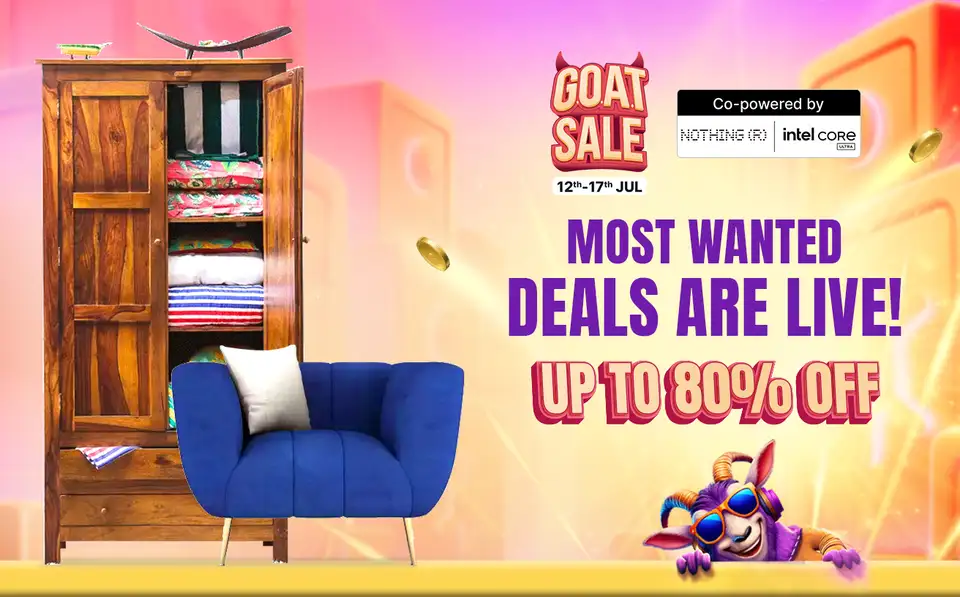 GOAT
SALE
12th-17th JUL
Co-powered by
NOTHING (R) | intel CORE
ULTRA
MOST WANTED
DEALS ARE LIVE!
UP TO 80% OFF